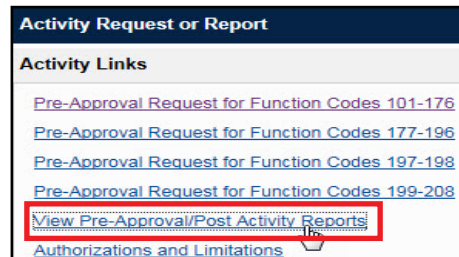 Activity Request or Report
Activity Links
Pre-Approval Request for Function Codes 101-176
Pre-Approval Request for Function Codes 177-196
Pre-Approval Request for Function Codes 197-198
Pre-Approval Request for Function Codes 199-208
View Pre-Approval/Post Activity Reports
Authorizations and Limitations